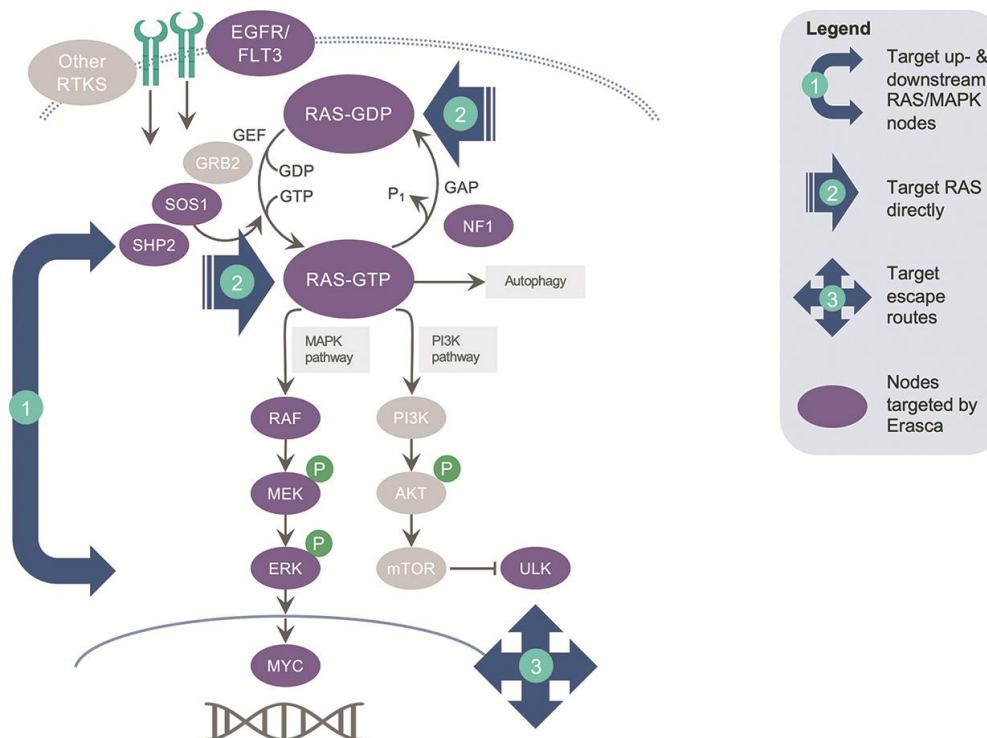 Other
RTKS
EGFR/
FLT3
RAS-GDP
2
GEF
GDP
GTP
GRB2
SOS1
SHP2
P1
GAP
NF1
2
RAS-GTP
Autophagy
MAPK
pathway
PI3K
pathway
1
RAF
PI3K
MEK
P
AKT
P
ERK
P
mTOR
ULK
MYC
3
Legend
1
Target up- &
downstream
RAS/MAPK
nodes
2
Target RAS
directly
3
Target
escape
routes
Nodes
targeted by
Erasca